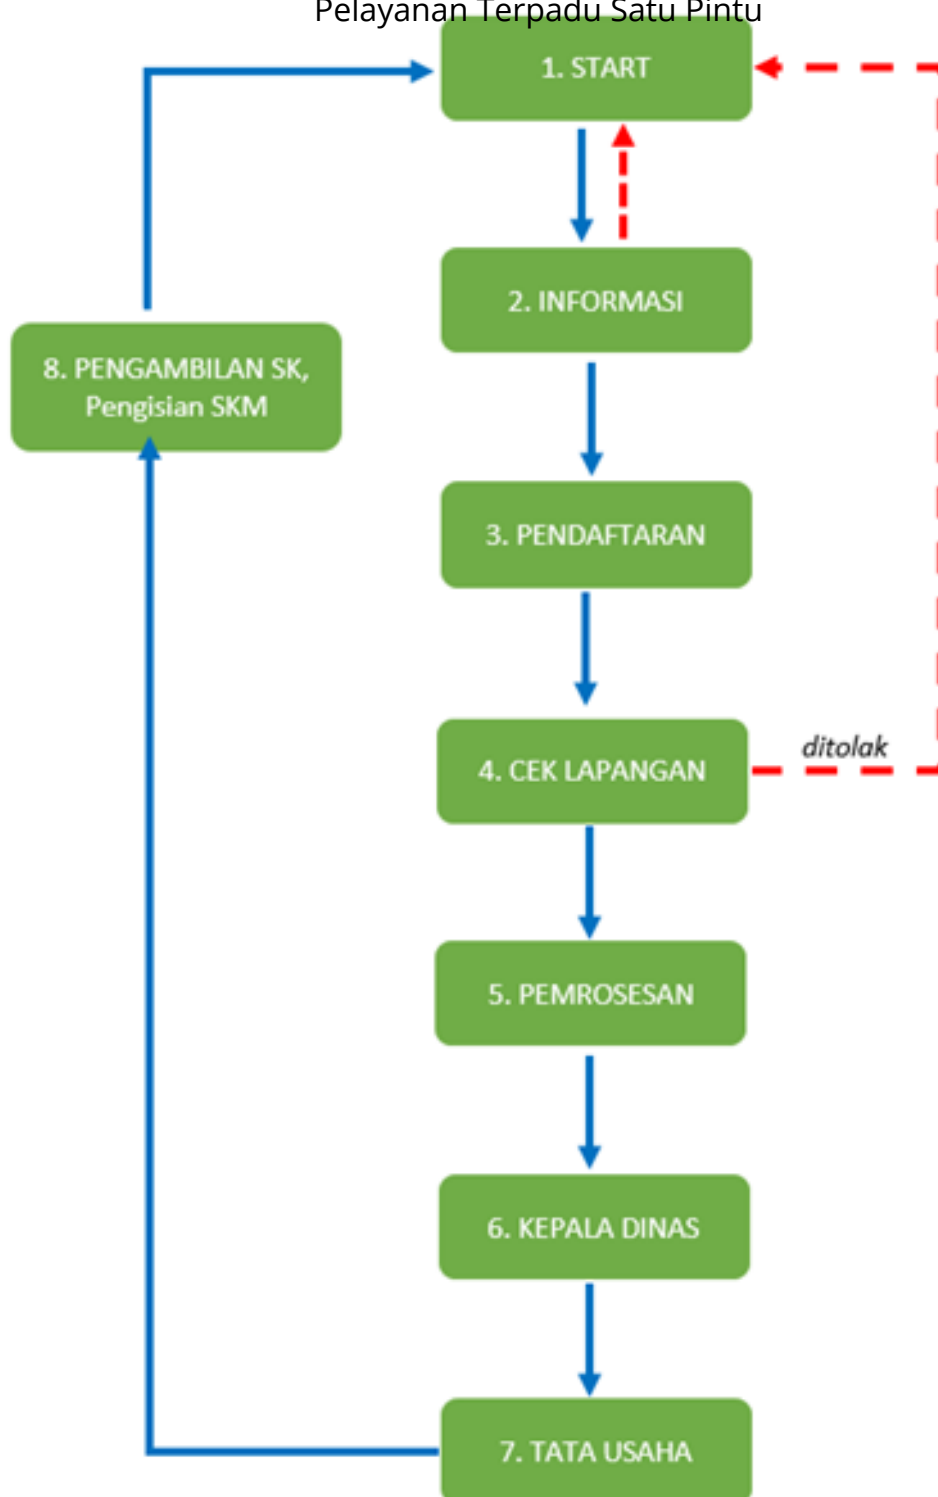 Pelayanan Terpadu Satu Pintu
1. START
2. INFORMASI
8. PENGAMBILAN SK,
Pengisian SKM
3. PENDAFTARAN
ditolak
4. CEK LAPANGAN
5. PEMROSESAN
6. KEPALA DINAS
7. TATA USAHA